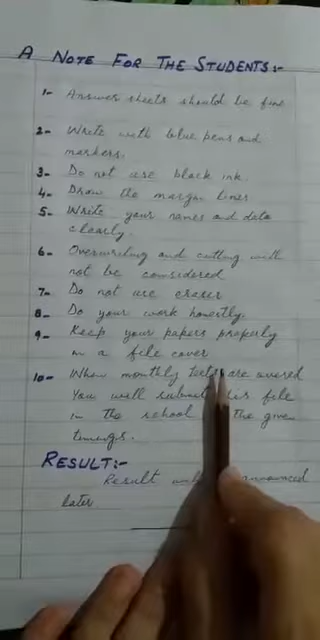 A NOTE FOR THE STUDENTS:-
1- Answer sheets should be fine
2- Write with blue pens and
markers.
3- Do not use black ink.
4- Draw the margin lines
5- Write your names and data
clearly.
6- Overwriting and cutting will
not be considered
7- Do not use eraser
8- Do your work honestly.
9- Keep your papers properly
in a file cover
10- When monthly tests are
You will submit file
in the school the
timings.
RESULT:-
Result
later